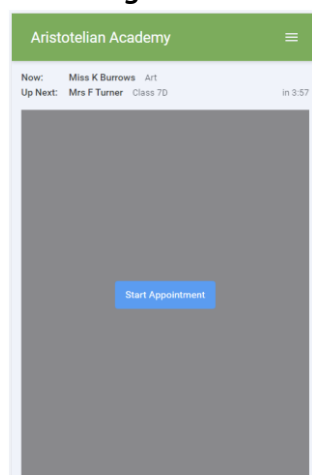 Aristotelian Academy
Now: Miss K Burrows Art
Up Next: Mrs F Turner Class 7D in 3:57
Start Appointment